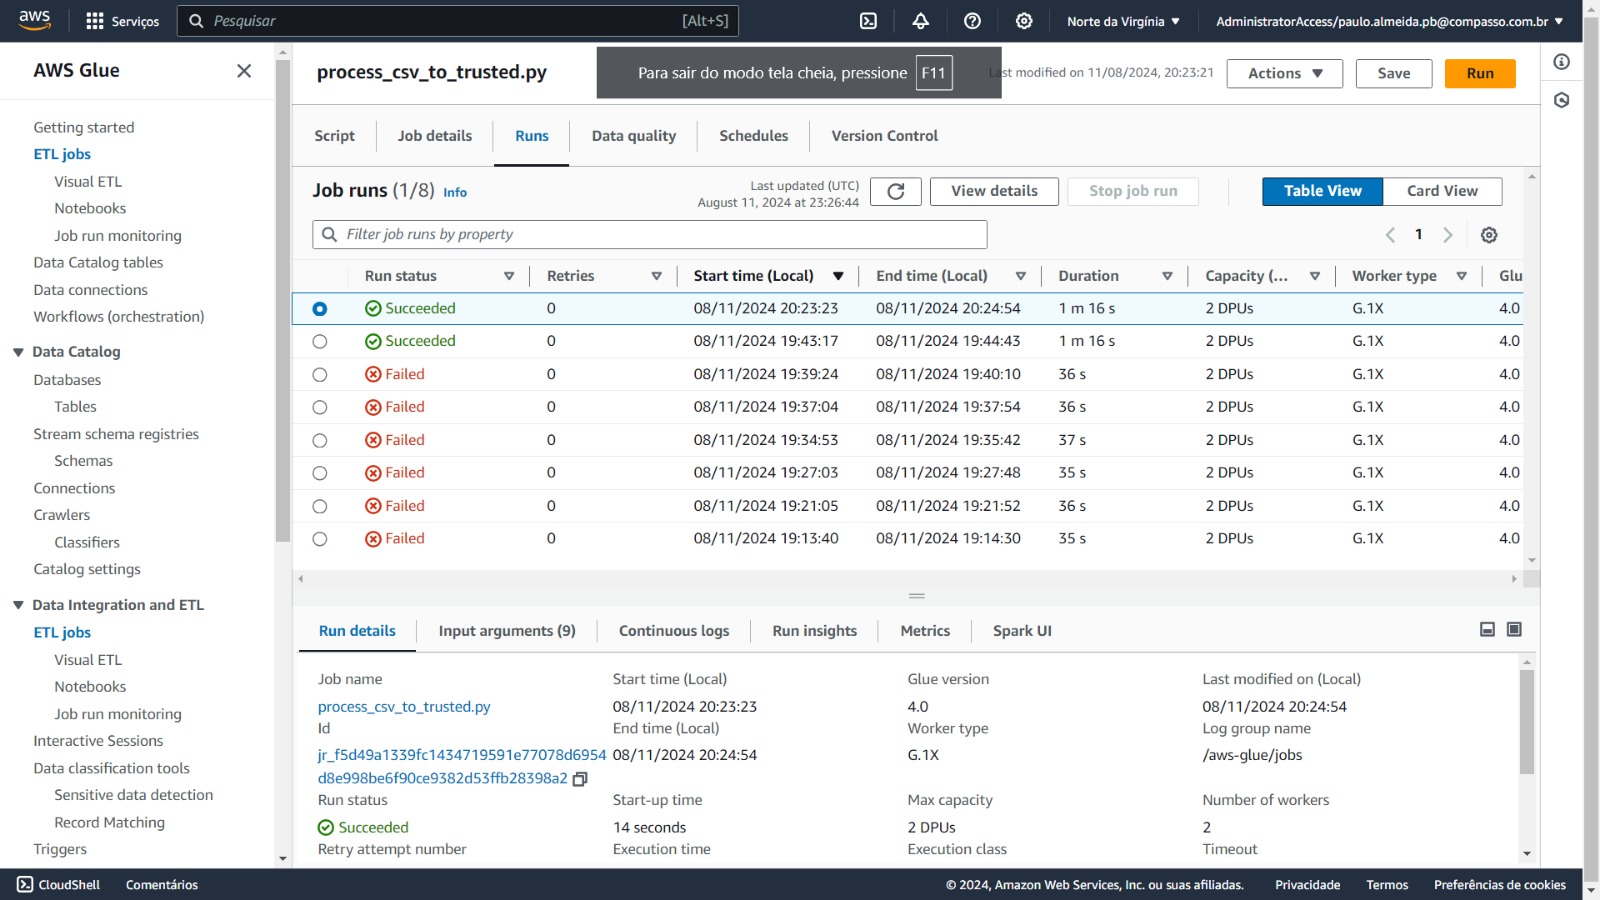 aws
Serviços
Pesquisar
[Alt+S]
Norte da Virgínia
AdministratorAccess/paulo.almeida.pb@compasso.com.br
AWS Glue
Getting started
ETL jobs
Visual ETL
Notebooks
Job run monitoring
Data Catalog tables
Data connections
Workflows (orchestration)
Data Catalog
Databases
Tables
Stream schema registries
Schemas
Connections
Crawlers
Classifiers
Catalog settings
Data Integration and ETL
ETL jobs
Visual ETL
Notebooks
Job run monitoring
Interactive Sessions
Data classification tools
Sensitive data detection
Record Matching
Triggers
process_csv_to_trusted.py
Para sair do modo tela cheia, pressione F11
Last modified on 11/08/2024, 20:23:21
Actions
Save
Run
Script
Job details
Runs
Data quality
Schedules
Version Control
Job runs (1/8) Info
Last updated (UTC)
August 11, 2024 at 23:26:44
View details
Stop job run
Table View
Card View
Filter job runs by property
1
Run status Retries Start time (Local) End time (Local) Duration Capacity (... Worker type Glu
Succeeded 0 08/11/2024 20:23:23 08/11/2024 20:24:54 1 m 16 s 2 DPUs G.1X 4.0
Succeeded 0 08/11/2024 19:43:17 08/11/2024 19:44:43 1 m 16 s 2 DPUs G.1X 4.0
Failed 0 08/11/2024 19:39:24 08/11/2024 19:40:10 36 s 2 DPUs G.1X 4.0
Failed 0 08/11/2024 19:37:04 08/11/2024 19:37:54 36 s 2 DPUs G.1X 4.0
Failed 0 08/11/2024 19:34:53 08/11/2024 19:35:42 37 s 2 DPUs G.1X 4.0
Failed 0 08/11/2024 19:27:03 08/11/2024 19:27:48 35 s 2 DPUs G.1X 4.0
Failed 0 08/11/2024 19:21:05 08/11/2024 19:21:52 36 s 2 DPUs G.1X 4.0
Failed 0 08/11/2024 19:13:40 08/11/2024 19:14:30 35 s 2 DPUs G.1X 4.0
Run details
Input arguments (9)
Continuous logs
Run insights
Metrics
Spark UI
Job name
process_csv_to_trusted.py
Id
jr_f5d49a1339fc1434719591e77078d6954
d8e998be6f90ce9382d53ffb28398a2
Run status
Succeeded
Retry attempt number
Start time (Local)
08/11/2024 20:23:23
End time (Local)
08/11/2024 20:24:54
Start-up time
14 seconds
Execution time
Glue version
4.0
Worker type
G.1X
Max capacity
2 DPUs
Execution class
Last modified on (Local)
08/11/2024 20:24:54
Log group name
/aws-glue/jobs
Number of workers
2
Timeout
CloudShell
Comentários
© 2024, Amazon Web Services, Inc. ou suas afiliadas.
Privacidade
Termos
Preferências de cookies